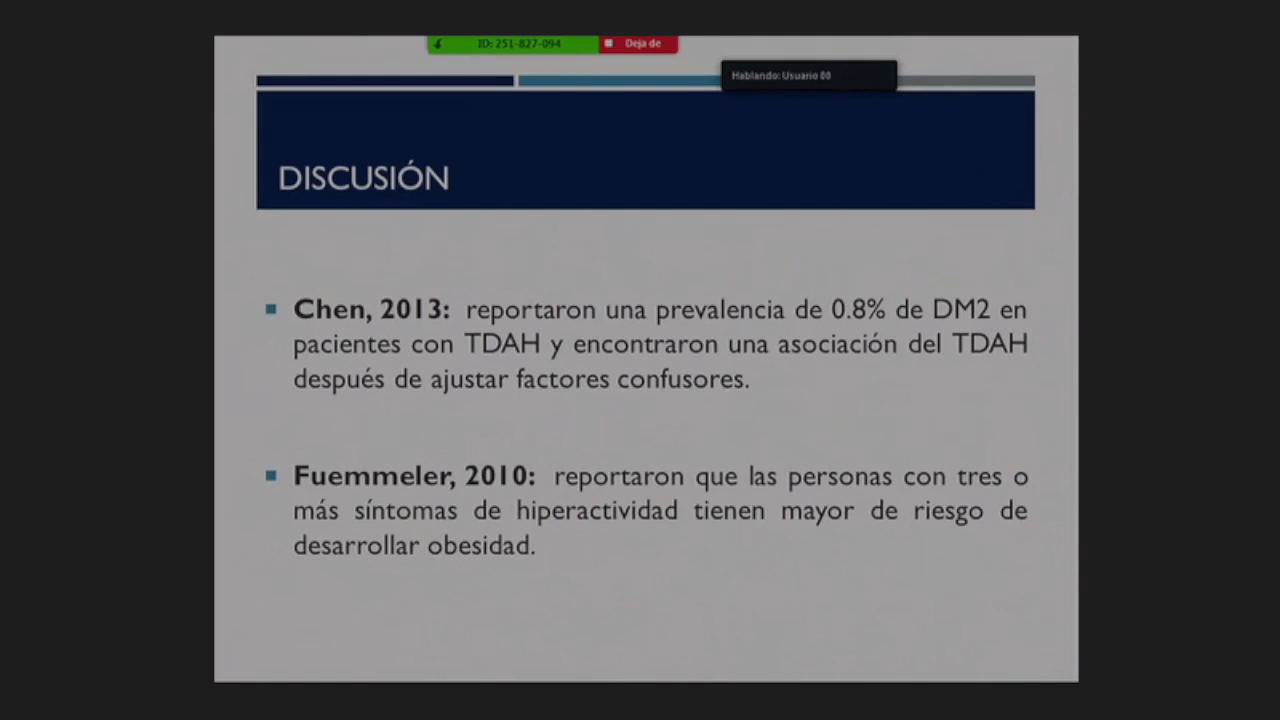 ID: 251-827-094
Deja de
Hablando: Usuario 00
DISCUSIÓN
Chen, 2013: reportaron una prevalencia de 0.8% de DM2 en
pacientes con TDAH y encontraron una asociación del TDAH
después de ajustar factores confusores.
Fuemmeler, 2010: reportaron que las personas con tres o
más síntomas de hiperactividad tienen mayor de riesgo de
desarrollar obesidad.